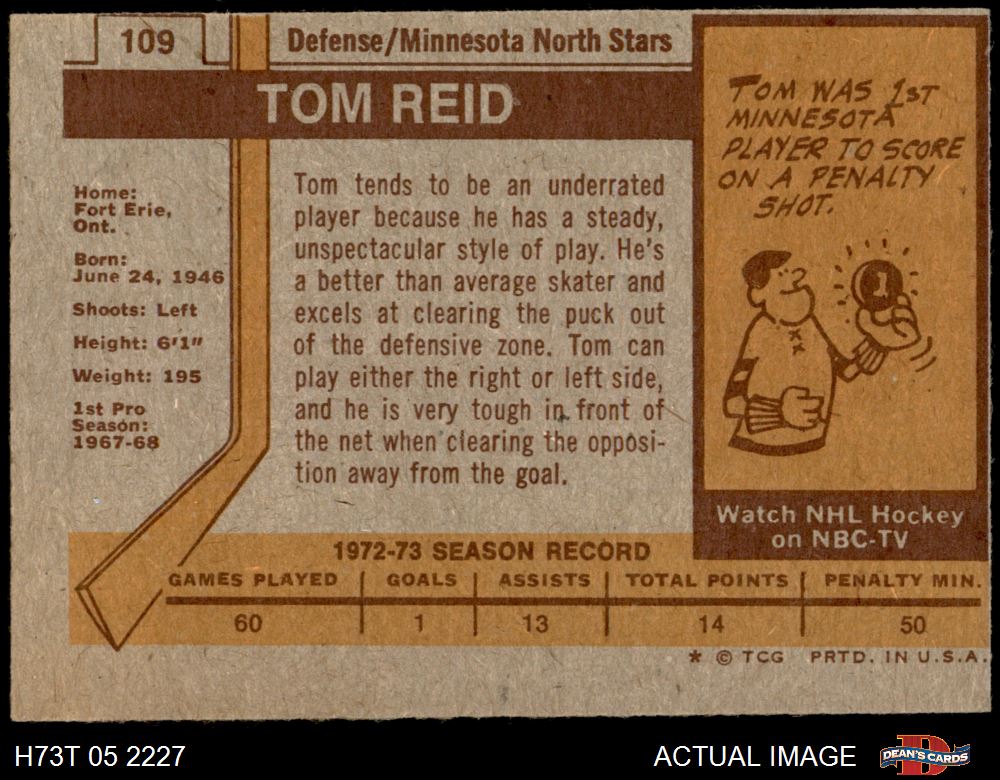 109
Defense/Minnesota North Stars
TOM REID
Home:
Fort Erie,
Ont.
Born:
June 24, 1946
Shoots: Left
Height: 6'1"
Weight: 195
1st Pro
Season:
1967-68
Tom tends to be an underrated
player because he has a steady,
unspectacular style of play. He's
a better than average skater and
excels at clearing the puck out
of the defensive zone. Tom can
play either the right or left side,
and he is very tough in front of
the net when clearing the opposi-
tion away from the goal.
TOM WAS 1ST
MINNESOTA
PLAYER TO SCORE
ON A PENALTY
SHOT.
1
Watch NHL Hockey
on NBC-TV
1972-73 SEASON RECORD
GAMES PLAYED GOALS ASSISTS TOTAL POINTS PENALTY MIN.
60 1 13 14 50
* © TCG PRTD. IN U.S.A.
H73T 05 2227 ACTUAL IMAGE DEAN'S CARDS